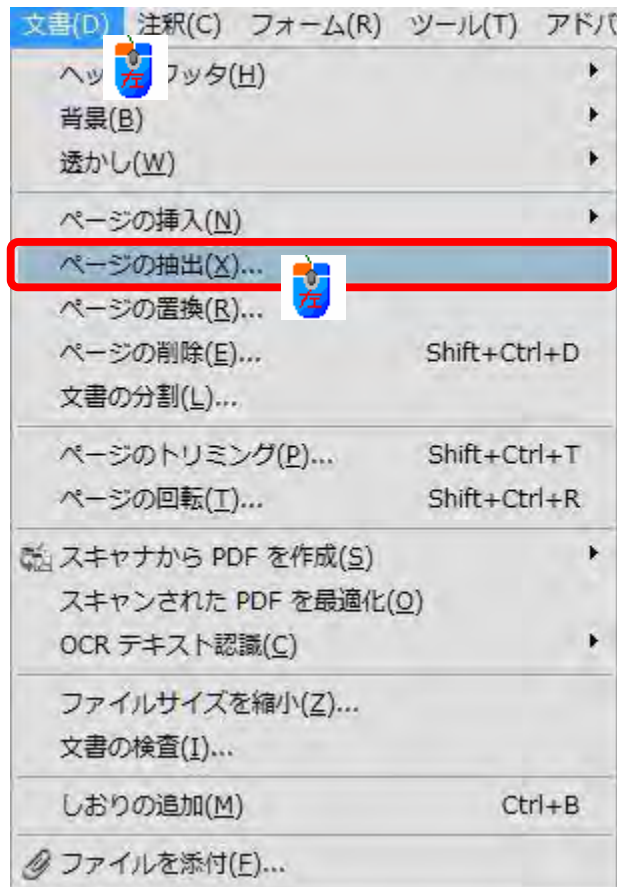 文書(D) 注釈(C) フォーム(R) ツール(T) アドバ
左
ヘッ フッタ(H)
背景(B)
透かし(W)
ページの挿入(N)
ページの抽出(X)...
左
ページの置換(R)...
ページの削除(E)... Shift+Ctrl+D
文書の分割(L)...
ページのトリミング(P)... Shift+Ctrl+T
ページの回転(T)... Shift+Ctrl+R
スキャナから PDF を作成(S)
スキャンされた PDF を最適化(O)
OCR テキスト認識(C)
ファイルサイズを縮小(Z)...
文書の検査(I)...
しおりの追加(M) Ctrl+B
ファイルを添付(F)...